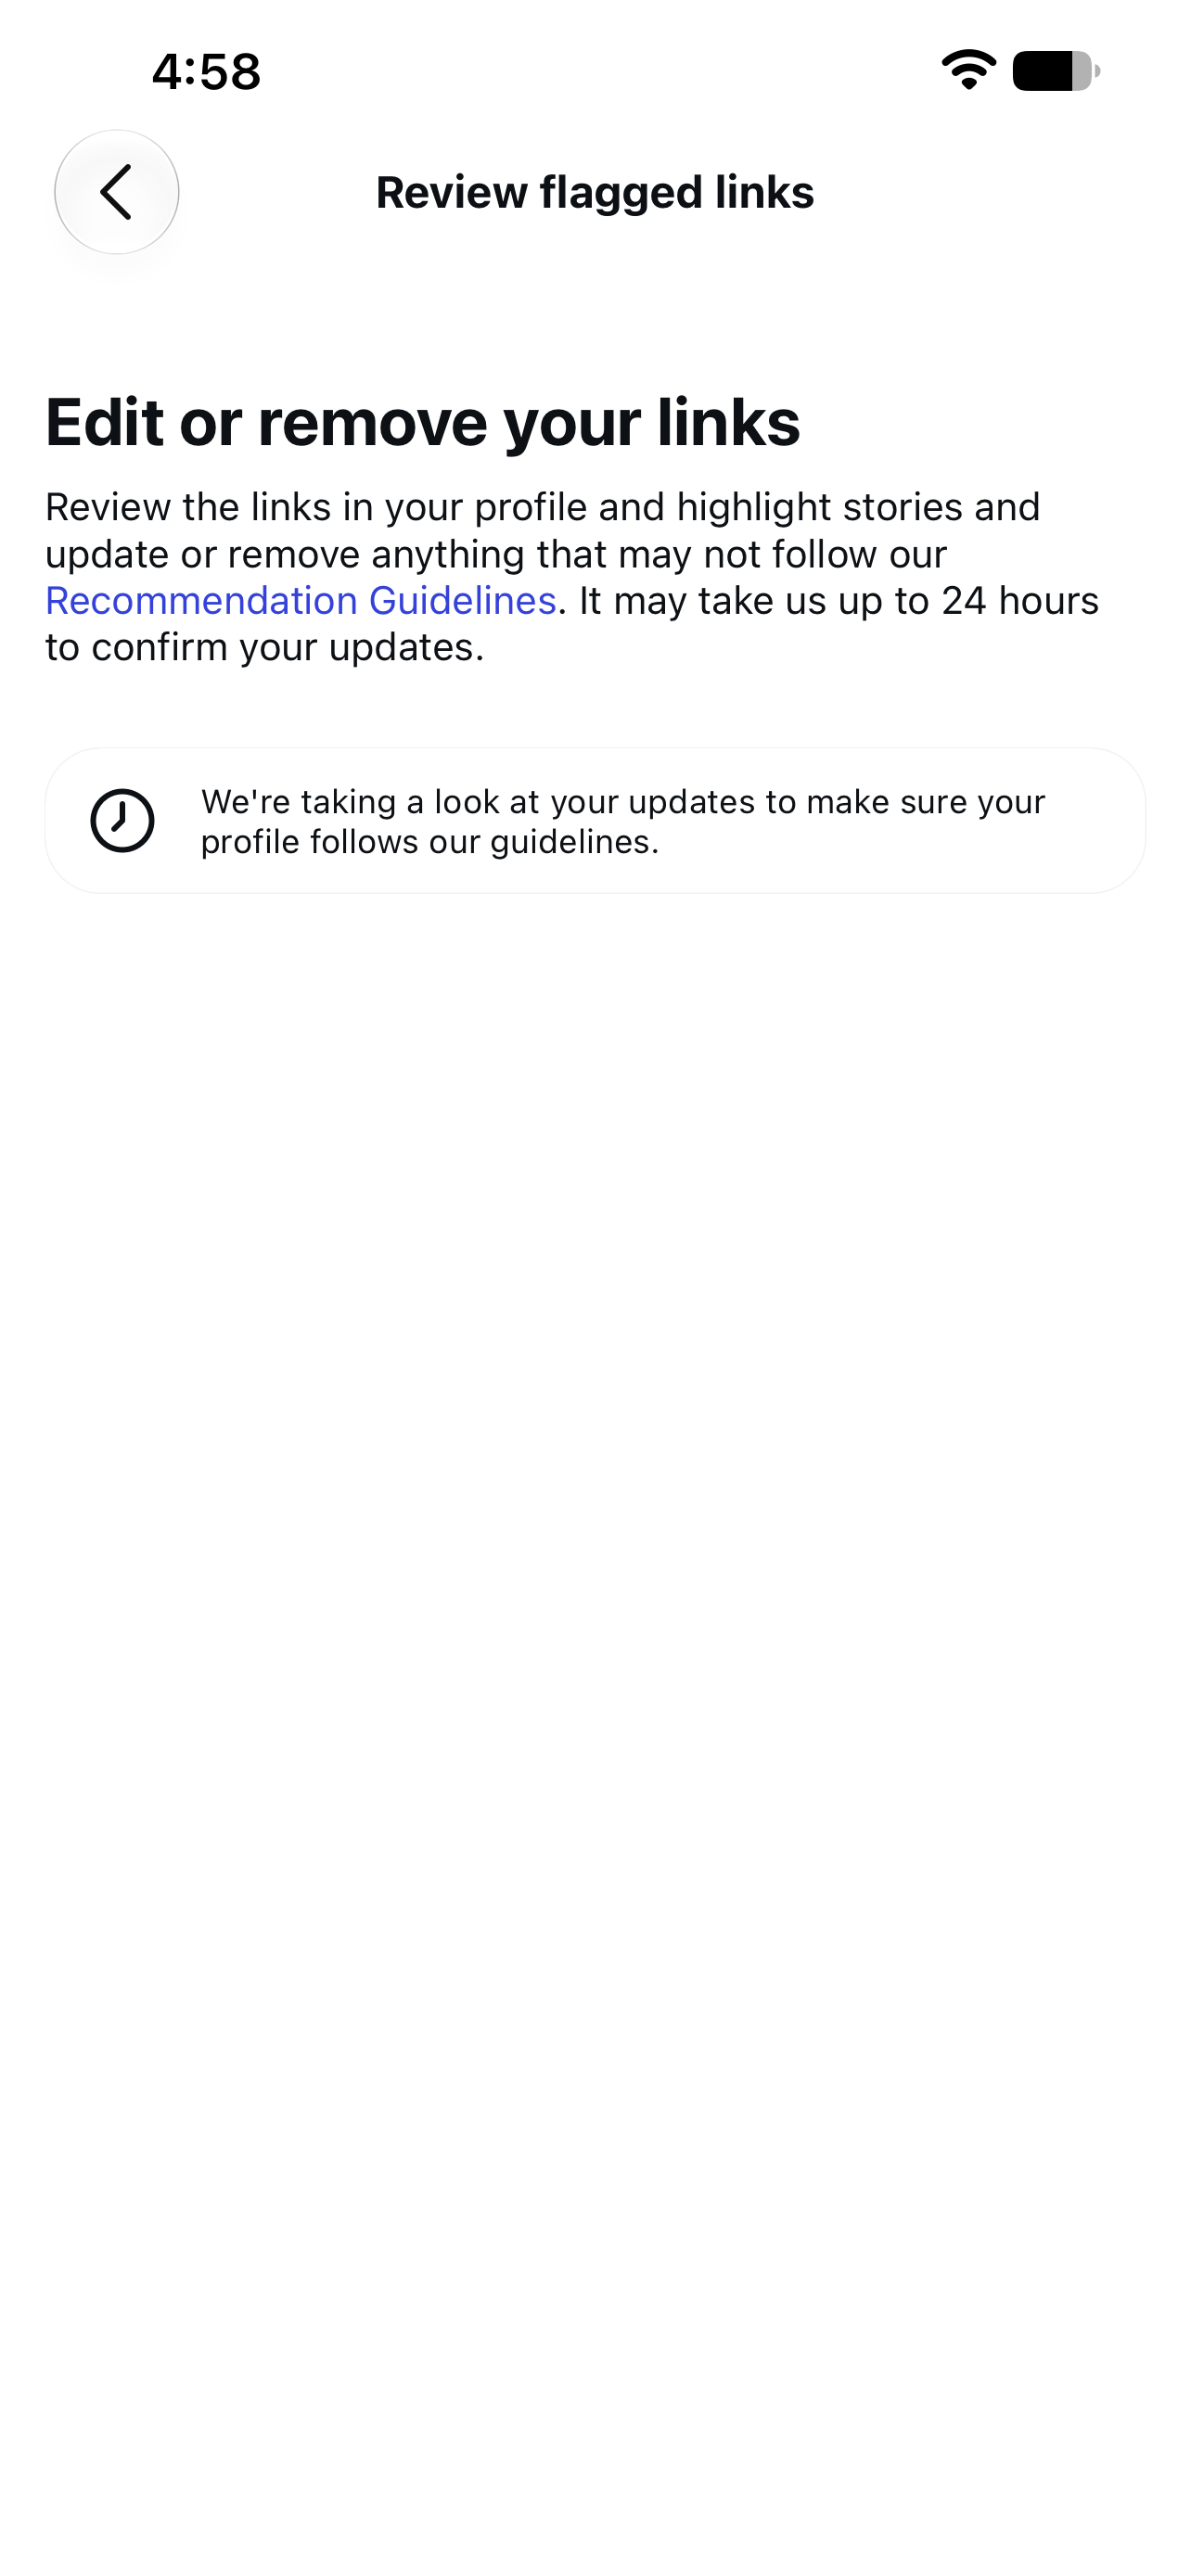 4:58
Review flagged links
Edit or remove your links
Review the links in your profile and highlight stories and
update or remove anything that may not follow our
Recommendation Guidelines. It may take us up to 24 hours
to confirm your updates.
We're taking a look at your updates to make sure your
profile follows our guidelines.